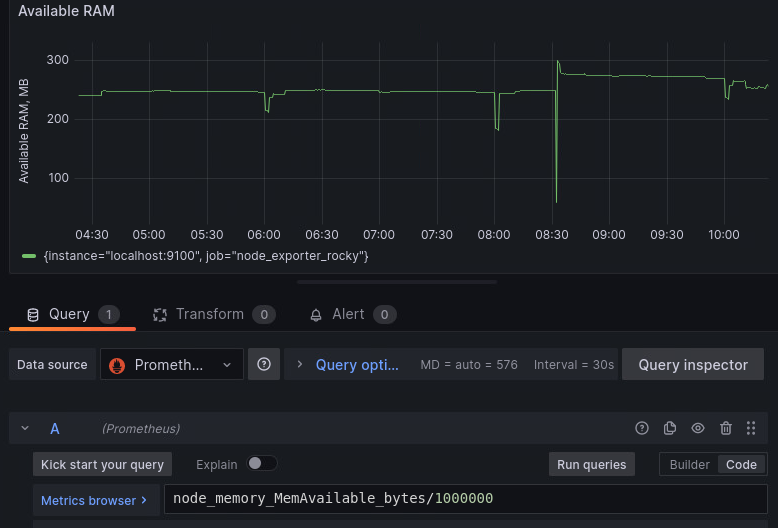 Available RAM
Available RAM, MB
300
200
100
04:30 05:00 05:30 06:00 06:30 07:00 07:30 08:00 08:30 09:00 09:30 10:00
{instance="localhost:9100", job="node_exporter_rocky"}
Query 1 Transform 0 Alert 0
Data source Prometh... Query opti... MD = auto = 576 Interval = 30s Query inspector
A (Prometheus)
Kick start your query Explain Run queries Builder Code
Metrics browser > node_memory_MemAvailable_bytes/1000000